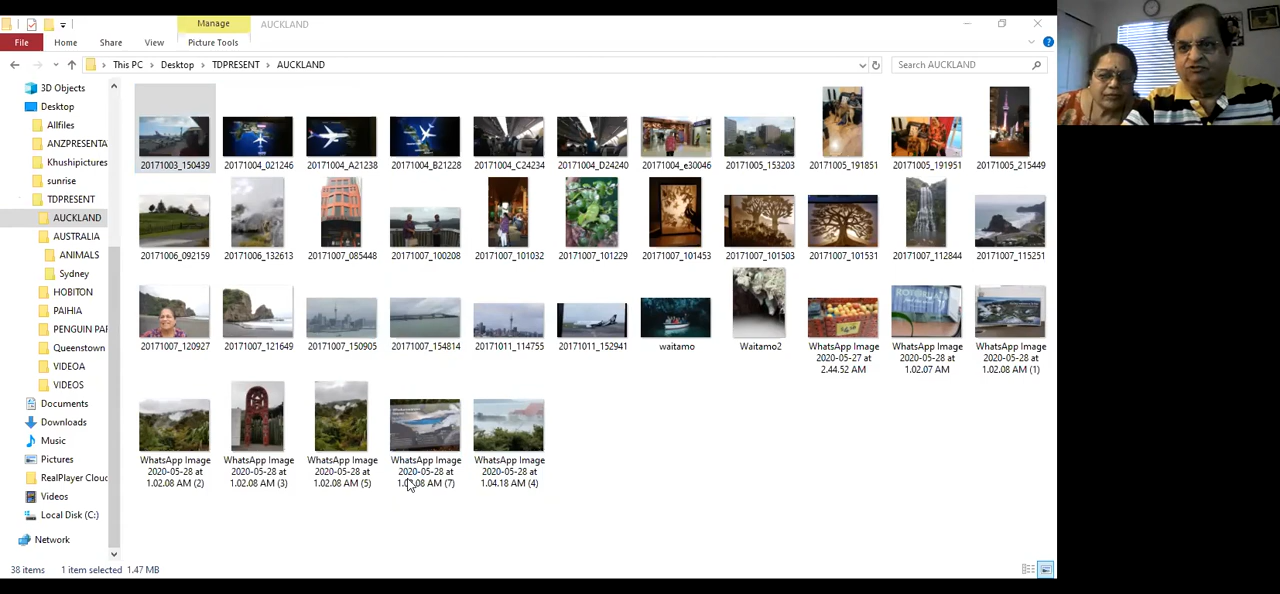 Manage
AUCKLAND
File
Home
Share
View
Picture Tools
This PC > Desktop > TDPRESENT > AUCKLAND
Search AUCKLAND
3D Objects
Desktop
Allfiles
ANZPRESENTA
Khushipictures
sunrise
TDPRESENT
AUCKLAND
AUSTRALIA
ANIMALS
Sydney
HOBITON
PAIHIA
PENGUIN PAF
Queenstown
VIDEOA
VIDEOS
Documents
Downloads
Music
Pictures
RealPlayer Cloud
Videos
Local Disk (C:)
Network
20171003_150439
20171004_021246
20171004_A21238
20171004_B21228
20171004_C24234
20171004_D24240
20171004_e30046
20171005_153203
20171005_191851
20171005_191951
20171005_215449
20171006_092159
20171006_132613
20171007_085448
20171007_100208
20171007_101032
20171007_101229
20171007_101453
20171007_101503
20171007_101531
20171007_112844
20171007_115251
20171007_120927
20171007_121649
20171007_150905
20171007_154814
20171011_114755
20171011_152941
waitamo
Waitamo2
WhatsApp Image
2020-05-27 at
2.44.52 AM
WhatsApp Image
2020-05-28 at
1.02.07 AM
WhatsApp Image
2020-05-28 at
1.02.08 AM (1)
WhatsApp Image
2020-05-28 at
1.02.08 AM (2)
WhatsApp Image
2020-05-28 at
1.02.08 AM (3)
WhatsApp Image
2020-05-28 at
1.02.08 AM (5)
WhatsApp Image
2020-05-28 at
1.02.08 AM (7)
WhatsApp Image
2020-05-28 at
1.04.18 AM (4)
38 items
1 item selected 1.47 MB